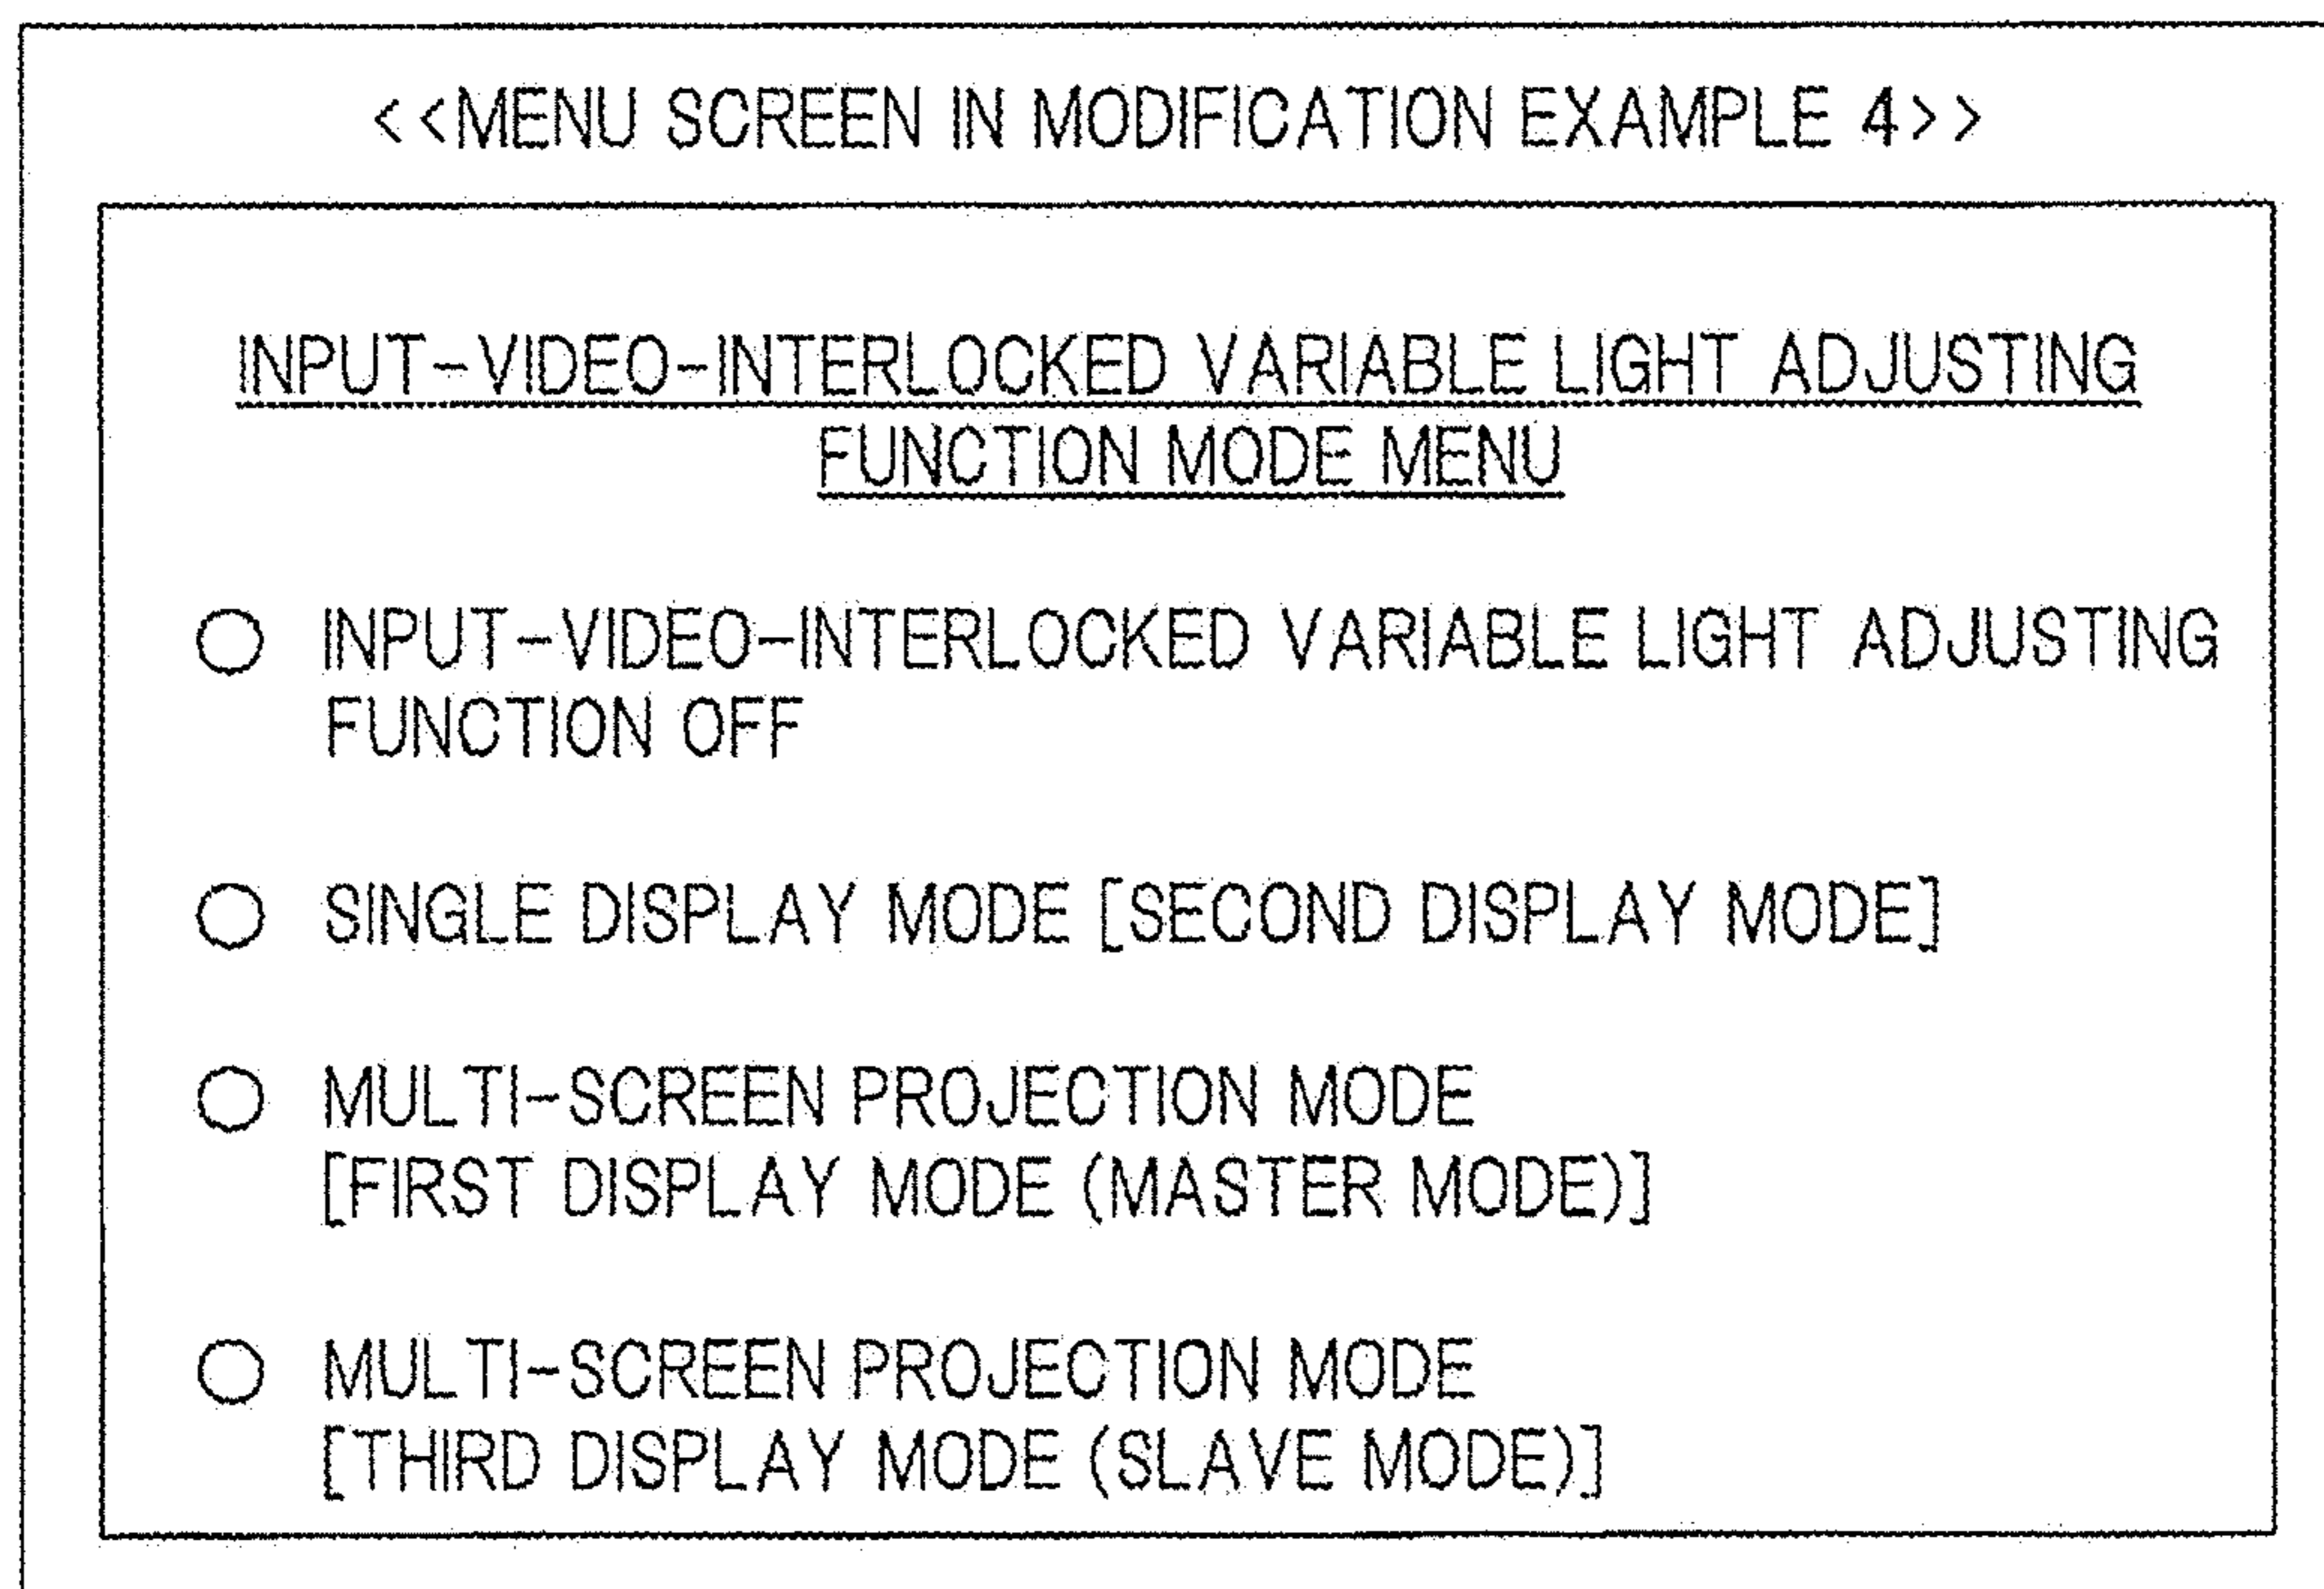 <<MENU SCREEN IN MODIFICATION EXAMPLE 4>>
INPUT-VIDEO-INTERLOCKED VARIABLE LIGHT ADJUSTING
FUNCTION MODE MENU
INPUT-VIDEO-INTERLOCKED VARIABLE LIGHT ADJUSTING
FUNCTION OFF
SINGLE DISPLAY MODE [SECOND DISPLAY MODE]
MULTI-SCREEN PROJECTION MODE
[FIRST DISPLAY MODE (MASTER MODE)]
MULTI-SCREEN PROJECTION MODE
[THIRD DISPLAY MODE (SLAVE MODE)]